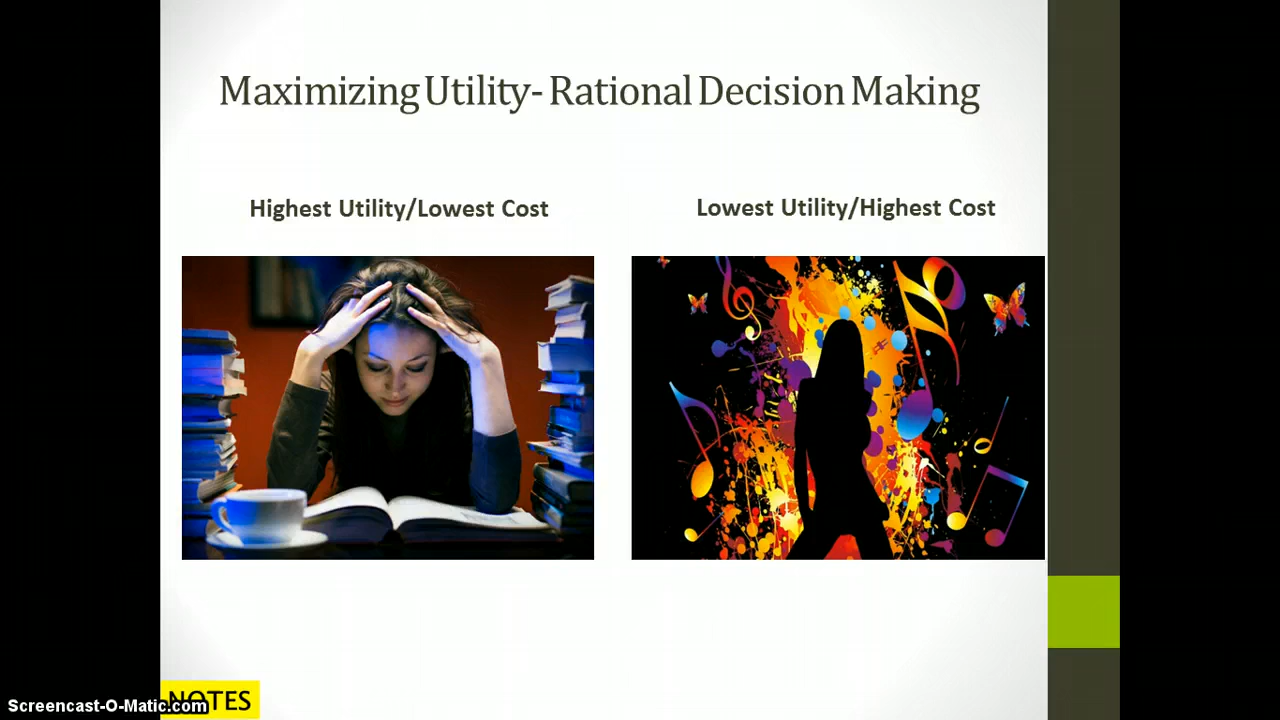 Maximizing Utility- Rational Decision Making
Highest Utility/Lowest Cost
Lowest Utility/Highest Cost
NOTES
Screencast-O-Matic.com